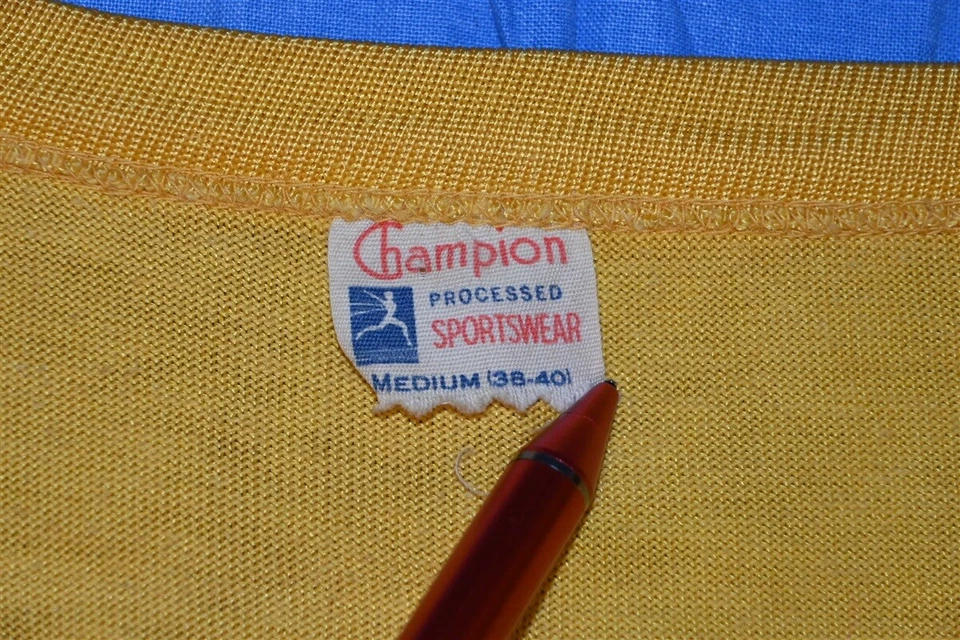 Champion
PROCESSED
SPORTSWEAR
MEDIUM (38-40)